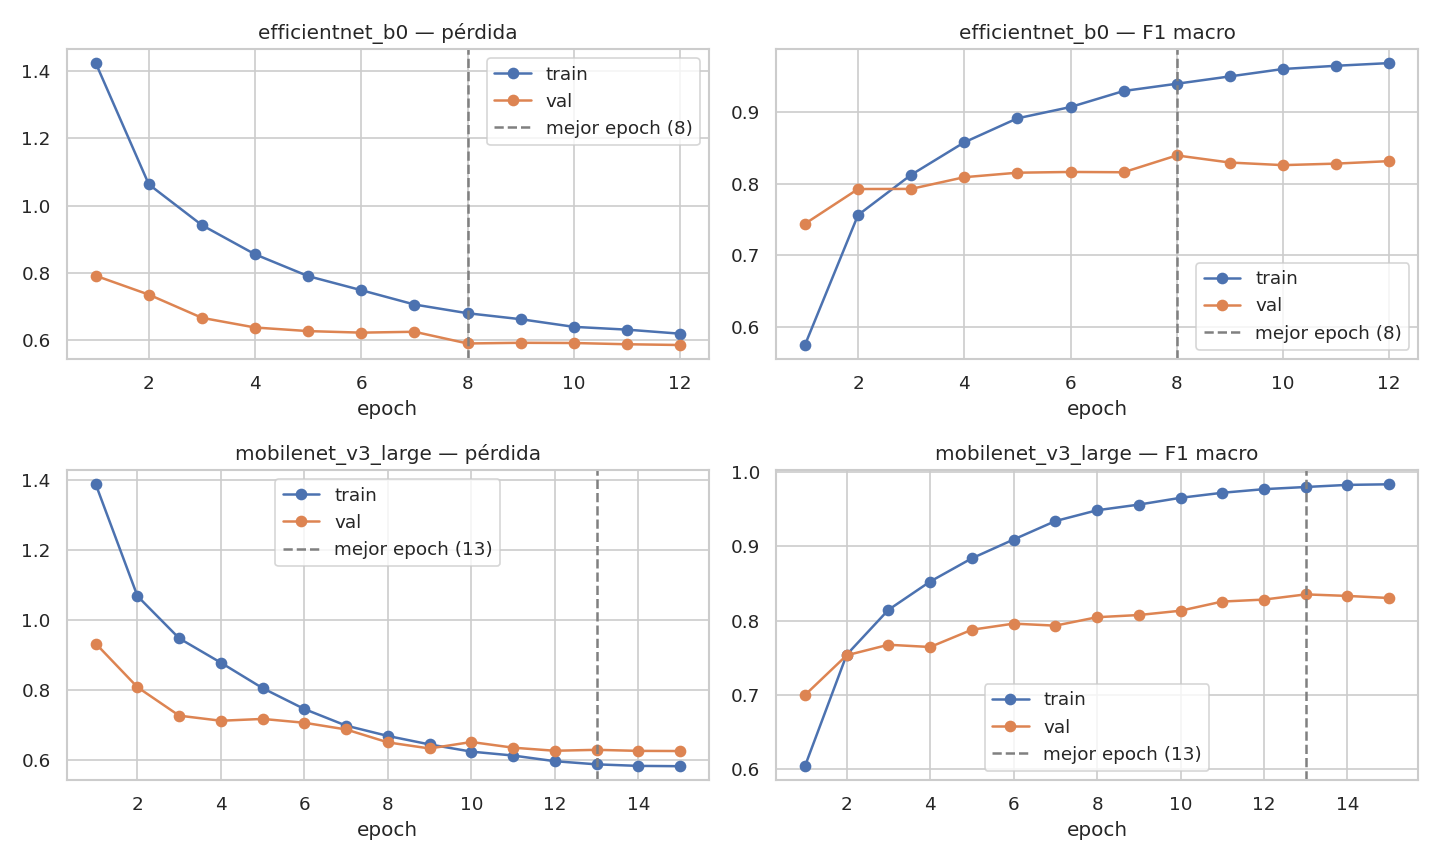 efficientnet_b0 — pérdida
1.4
1.2
1.0
0.8
0.6
train
val
mejor epoch (8)
2 4 6 8 10 12
epoch
efficientnet_b0 — F1 macro
0.9
0.8
0.7
0.6
train
val
mejor epoch (8)
2 4 6 8 10 12
epoch
mobilenet_v3_large — pérdida
1.4
1.2
1.0
0.8
0.6
train
val
mejor epoch (13)
2 4 6 8 10 12 14
epoch
mobilenet_v3_large — F1 macro
1.0
0.9
0.8
0.7
0.6
train
val
mejor epoch (13)
2 4 6 8 10 12 14
epoch